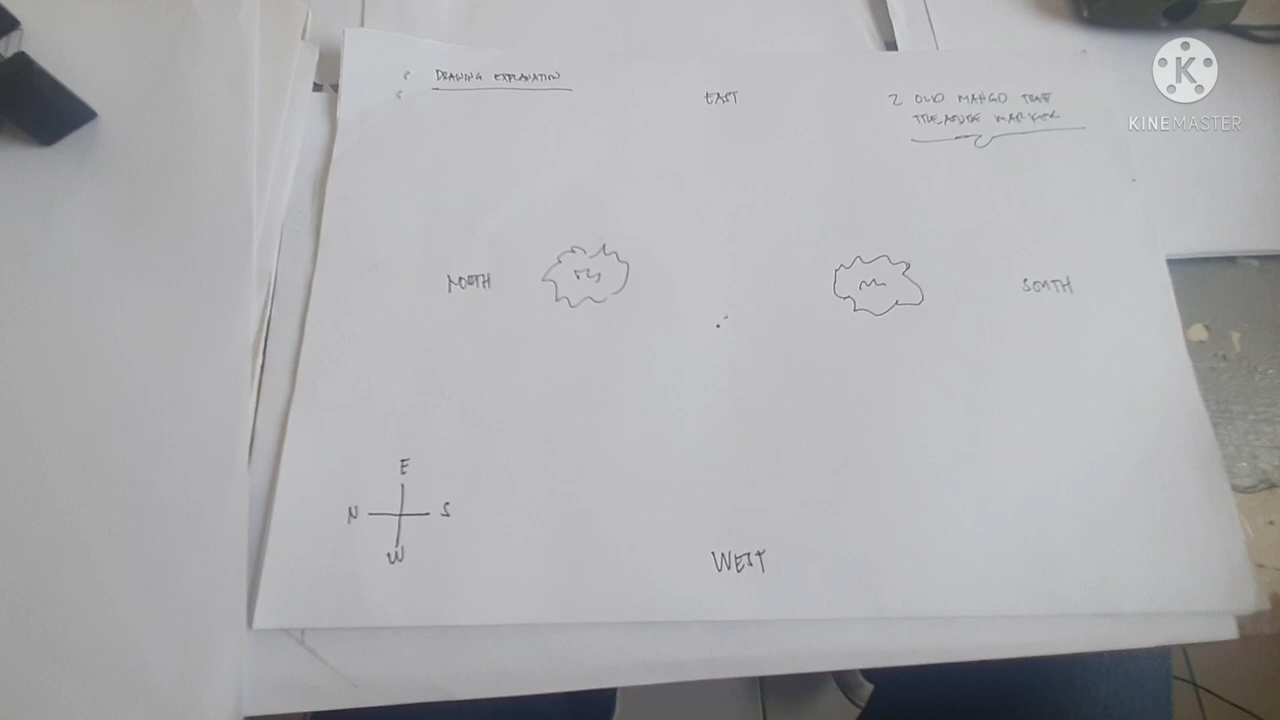 DRAWING EXPLANATION
EAST
2 OLD MANGO TREE
TREASURE MARKER
KINEMASTER
NORTH
M
M
SOUTH
E
N S
W
WEST